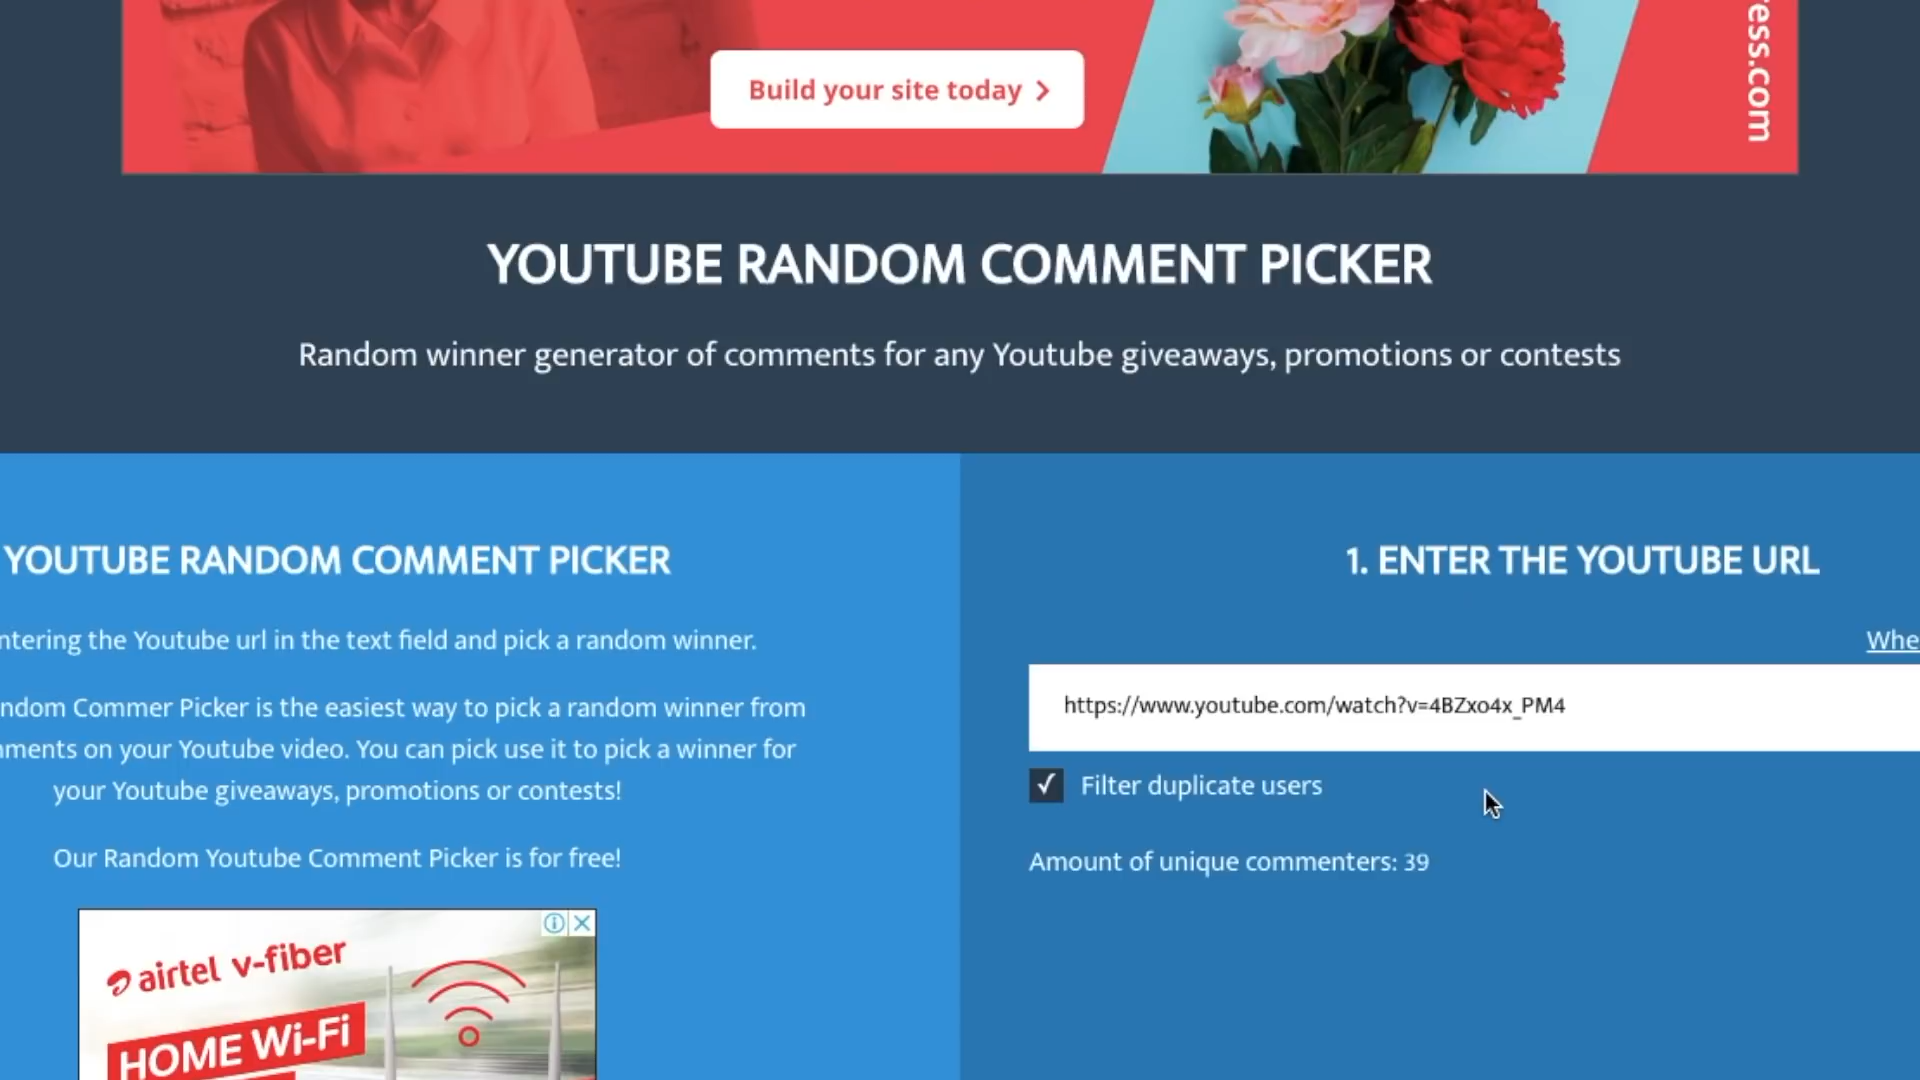 Build your site today
ess.com
YOUTUBE RANDOM COMMENT PICKER
Random winner generator of comments for any Youtube giveaways, promotions or contests
YOUTUBE RANDOM COMMENT PICKER
ntering the Youtube url in the text field and pick a random winner.
ndom Commer Picker is the easiest way to pick a random winner from
ments on your Youtube video. You can pick use it to pick a winner for
your Youtube giveaways, promotions or contests!
Our Random Youtube Comment Picker is for free!
airtel v-fiber
HOME Wi-Fi
1. ENTER THE YOUTUBE URL
Whe
https://www.youtube.com/watch?v=4BZxo4x_PM4
Filter duplicate users
Amount of unique commenters: 39